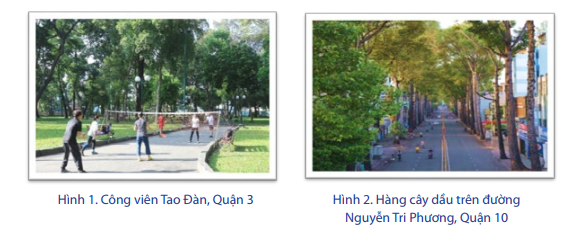 Hình 1. Công viên Tao Đàn, Quận 3
Hình 2. Hàng cây dầu trên đường
Nguyễn Tri Phương, Quận 10